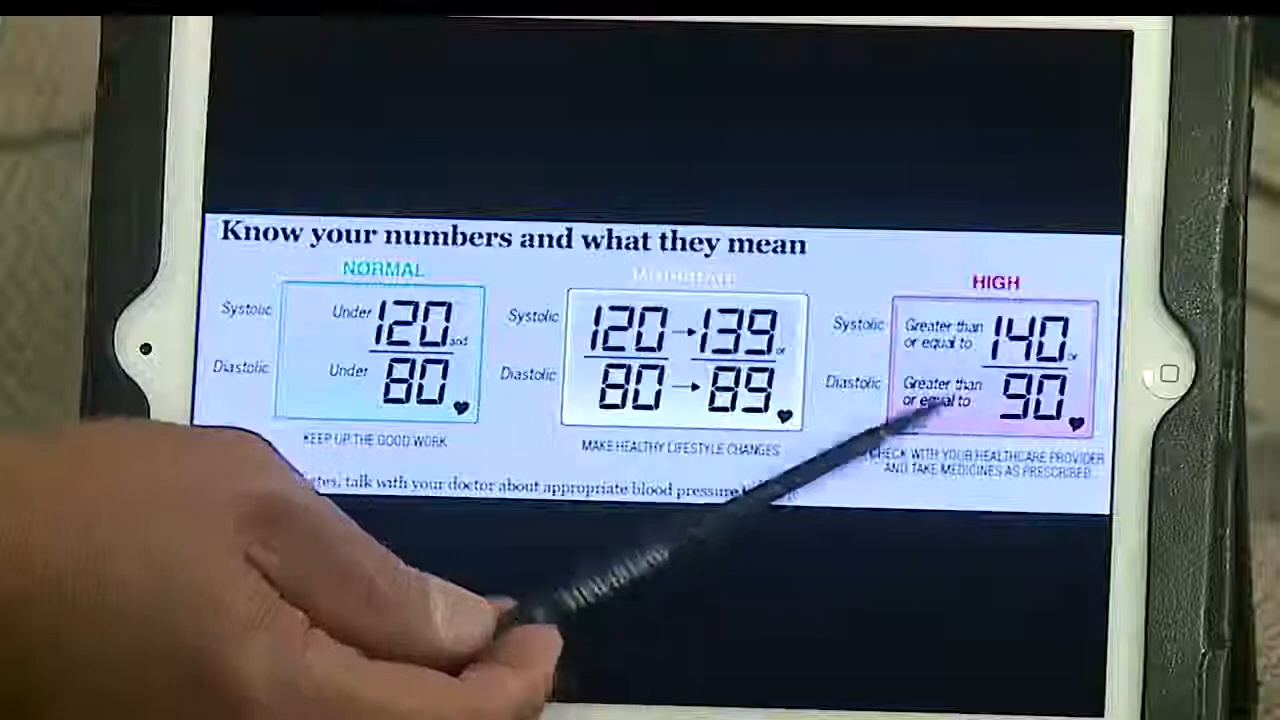 Know your numbers and what they mean
NORMAL
Systolic Under 120 and
Diastolic Under 80
KEEP UP THE GOOD WORK
Systolic 120→139 or
Diastolic 80→89
MAKE HEALTHY LIFESTYLE CHANGES
HIGH
Systolic Greater than or equal to 140 or
Diastolic Greater than or equal to 90
CHECK WITH YOUR HEALTHCARE PROVIDER
AND TAKE MEDICINES AS PRESCRIBED
talk with your doctor about appropriate blood pressure